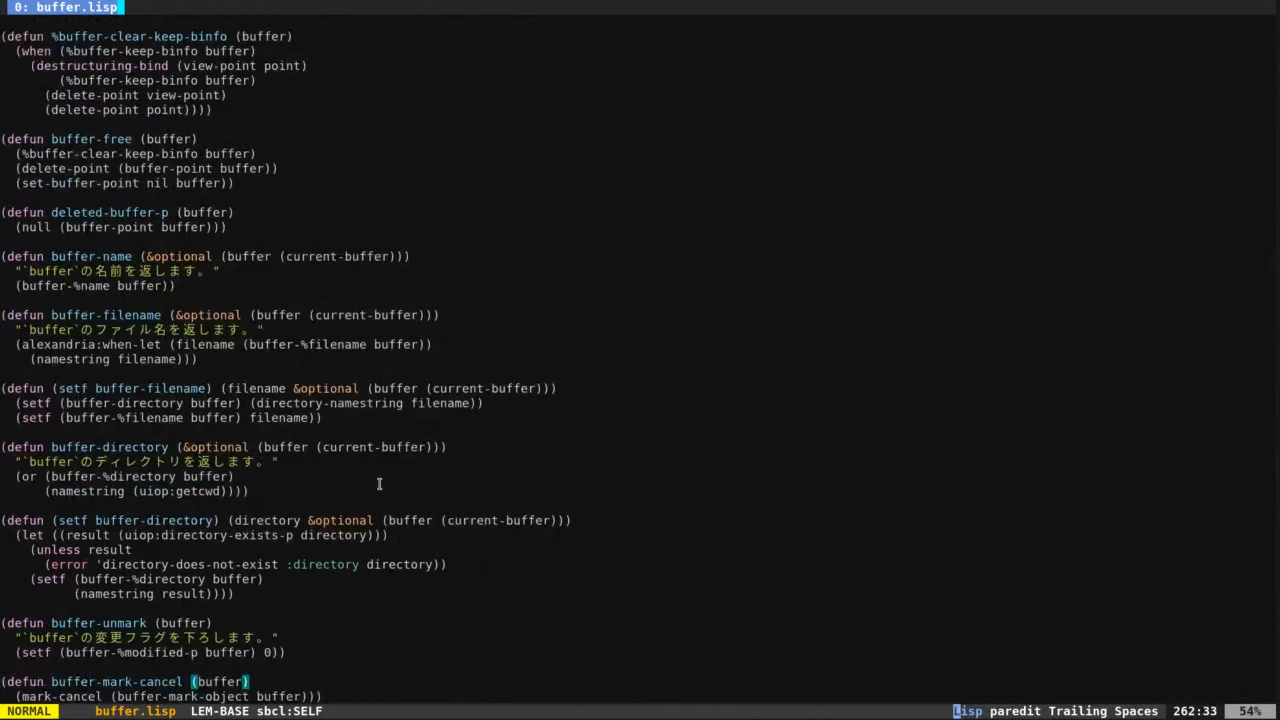 0: buffer.lisp
(defun %buffer-clear-keep-binfo (buffer)
  (when (%buffer-keep-binfo buffer)
    (destructuring-bind (view-point point)
        (%buffer-keep-binfo buffer)
      (delete-point view-point)
      (delete-point point))))
(defun buffer-free (buffer)
  (%buffer-clear-keep-binfo buffer)
  (delete-point (buffer-point buffer))
  (set-buffer-point nil buffer))
(defun deleted-buffer-p (buffer)
  (null (buffer-point buffer)))
(defun buffer-name (&optional (buffer (current-buffer)))
  "`buffer`の名前を返します。"
  (buffer-%name buffer))
(defun buffer-filename (&optional (buffer (current-buffer)))
  "`buffer`のファイル名を返します。"
  (alexandria:when-let (filename (buffer-%filename buffer))
    (namestring filename)))
(defun (setf buffer-filename) (filename &optional (buffer (current-buffer)))
  (setf (buffer-directory buffer) (directory-namestring filename))
  (setf (buffer-%filename buffer) filename))
(defun buffer-directory (&optional (buffer (current-buffer)))
  "`buffer`のディレクトリを返します。"
  (or (buffer-%directory buffer)
      (namestring (uiop:getcwd))))
(defun (setf buffer-directory) (directory &optional (buffer (current-buffer)))
  (let ((result (uiop:directory-exists-p directory)))
    (unless result
      (error 'directory-does-not-exist :directory directory))
    (setf (buffer-%directory buffer)
          (namestring result))))
(defun buffer-unmark (buffer)
  "`buffer`の変更フラグを下ろします。"
  (setf (buffer-%modified-p buffer) 0))
(defun buffer-mark-cancel (buffer)
  (mark-cancel (buffer-mark-object buffer)))
NORMAL buffer.lisp LEM-BASE sbcl:SELF Lisp paredit Trailing Spaces 262:33 54%